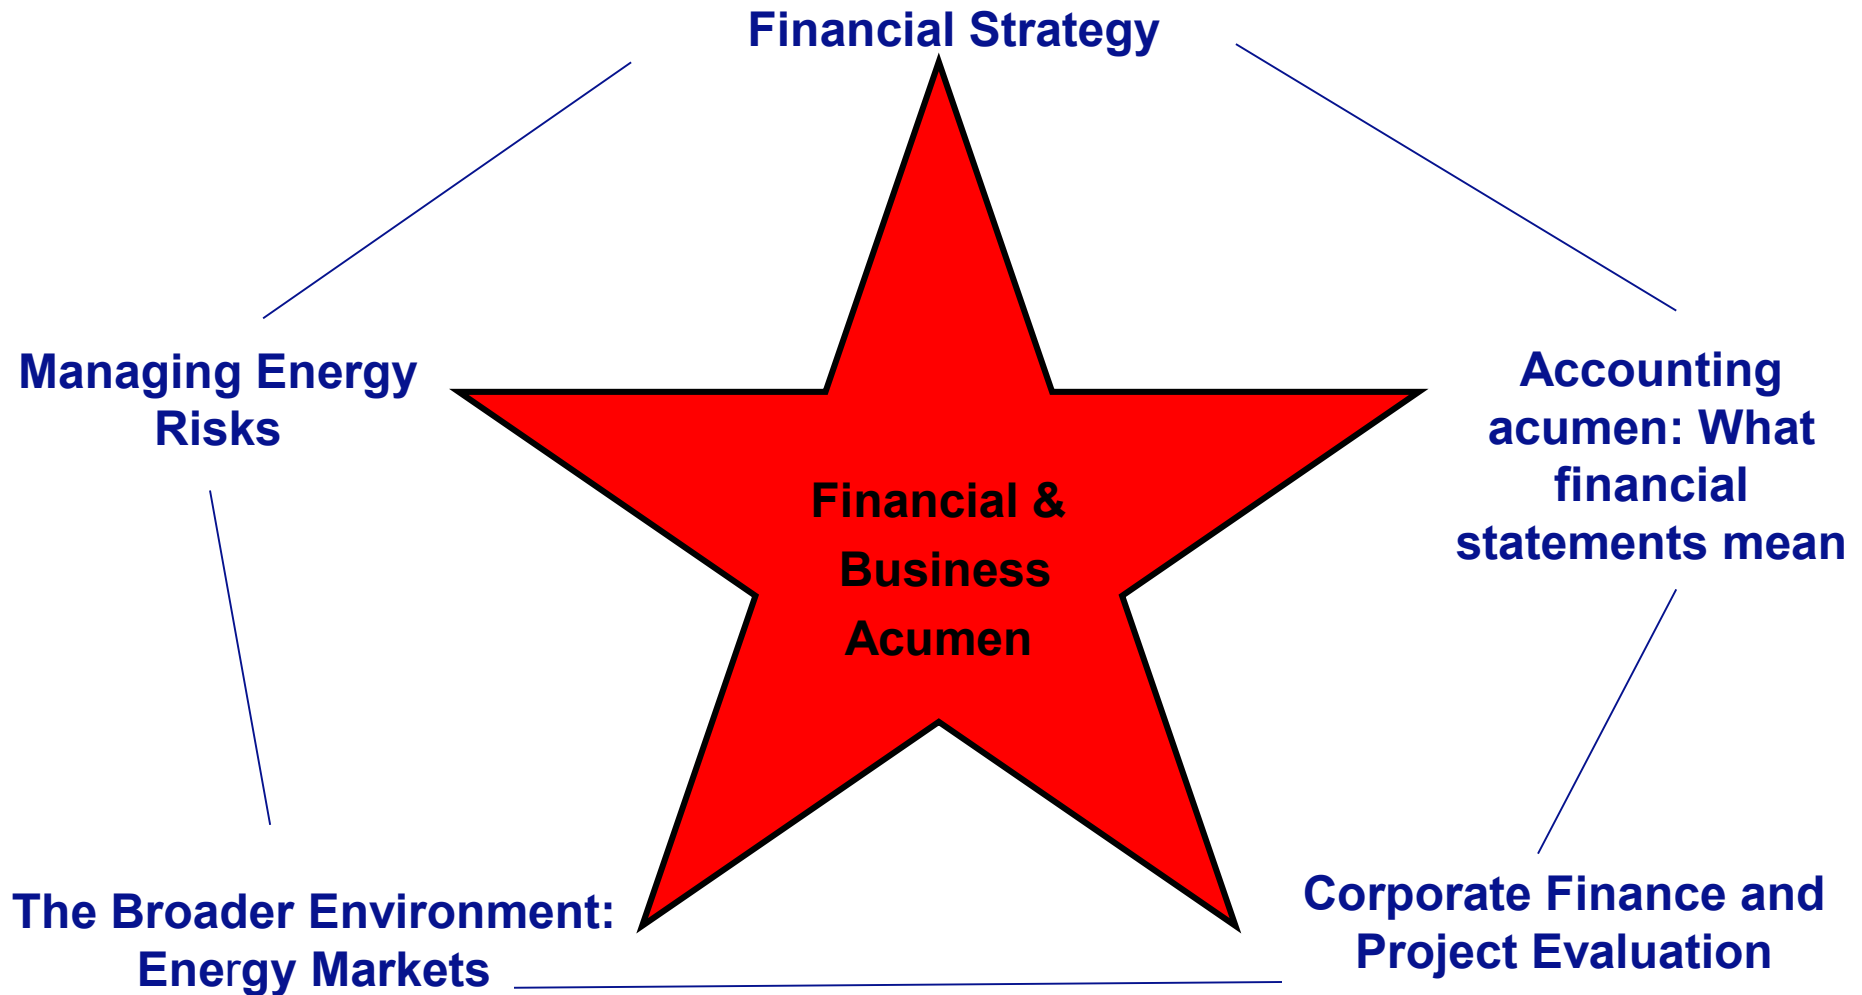 Financial Strategy
Managing Energy
Risks
Accounting
acumen: What
financial
statements mean
Financial &
Business
Acumen
The Broader Environment:
Energy Markets
Corporate Finance and
Project Evaluation